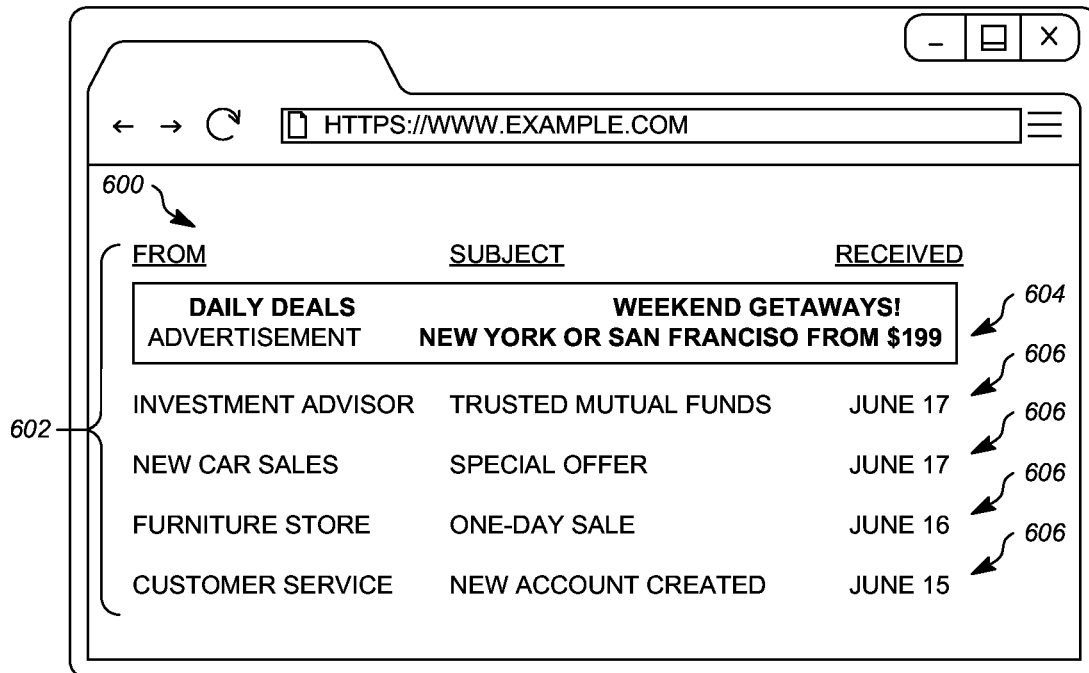 HTTPS://WWW.EXAMPLE.COM
600
FROM SUBJECT RECEIVED
DAILY DEALS WEEKEND GETAWAYS!
604
ADVERTISEMENT NEW YORK OR SAN FRANCISO FROM $199
606
INVESTMENT ADVISOR TRUSTED MUTUAL FUNDS JUNE 17
606
602
NEW CAR SALES SPECIAL OFFER JUNE 17
606
FURNITURE STORE ONE-DAY SALE JUNE 16
606
CUSTOMER SERVICE NEW ACCOUNT CREATED JUNE 15